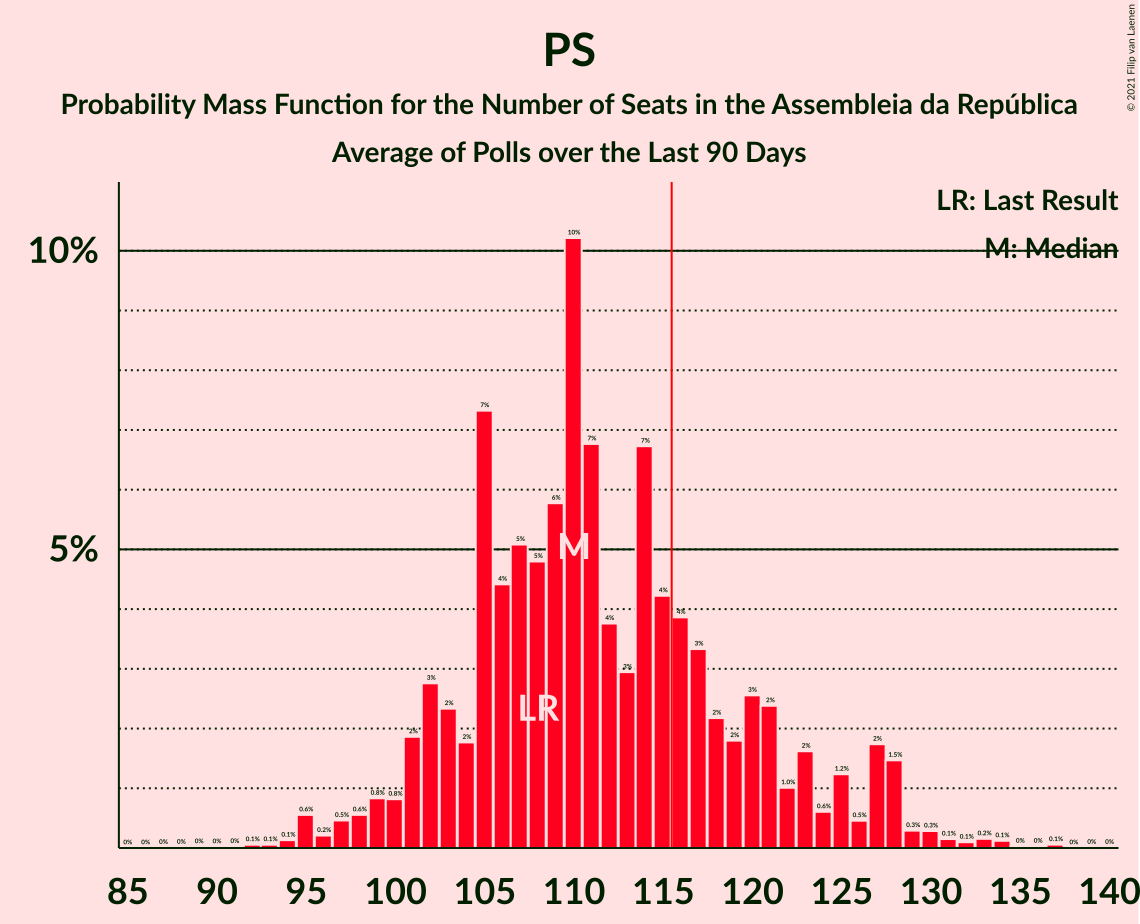 PS
Probability Mass Function for the Number of Seats in the Assembleia da República
Average of Polls over the Last 90 Days
© 2021 Filip van Laenen
LR: Last Result
M: Median
10%
5%
0% 0% 0% 0% 0% 0% 0% 0.1% 0.1% 0.1% 0.6% 0.2% 0.5% 0.6% 0.8% 0.8% 2% 3% 2% 2% 7% 4% 5% 5% 6% 10% 7% 4% 3% 7% 4% 4% 3% 2% 2% 3% 2% 1.0% 2% 0.6% 1.2% 0.5% 2% 1.5% 0.3% 0.3% 0.1% 0.1% 0.2% 0.1% 0% 0% 0.1% 0% 0% 0%
M
LR
85 90 95 100 105 110 115 120 125 130 135 140